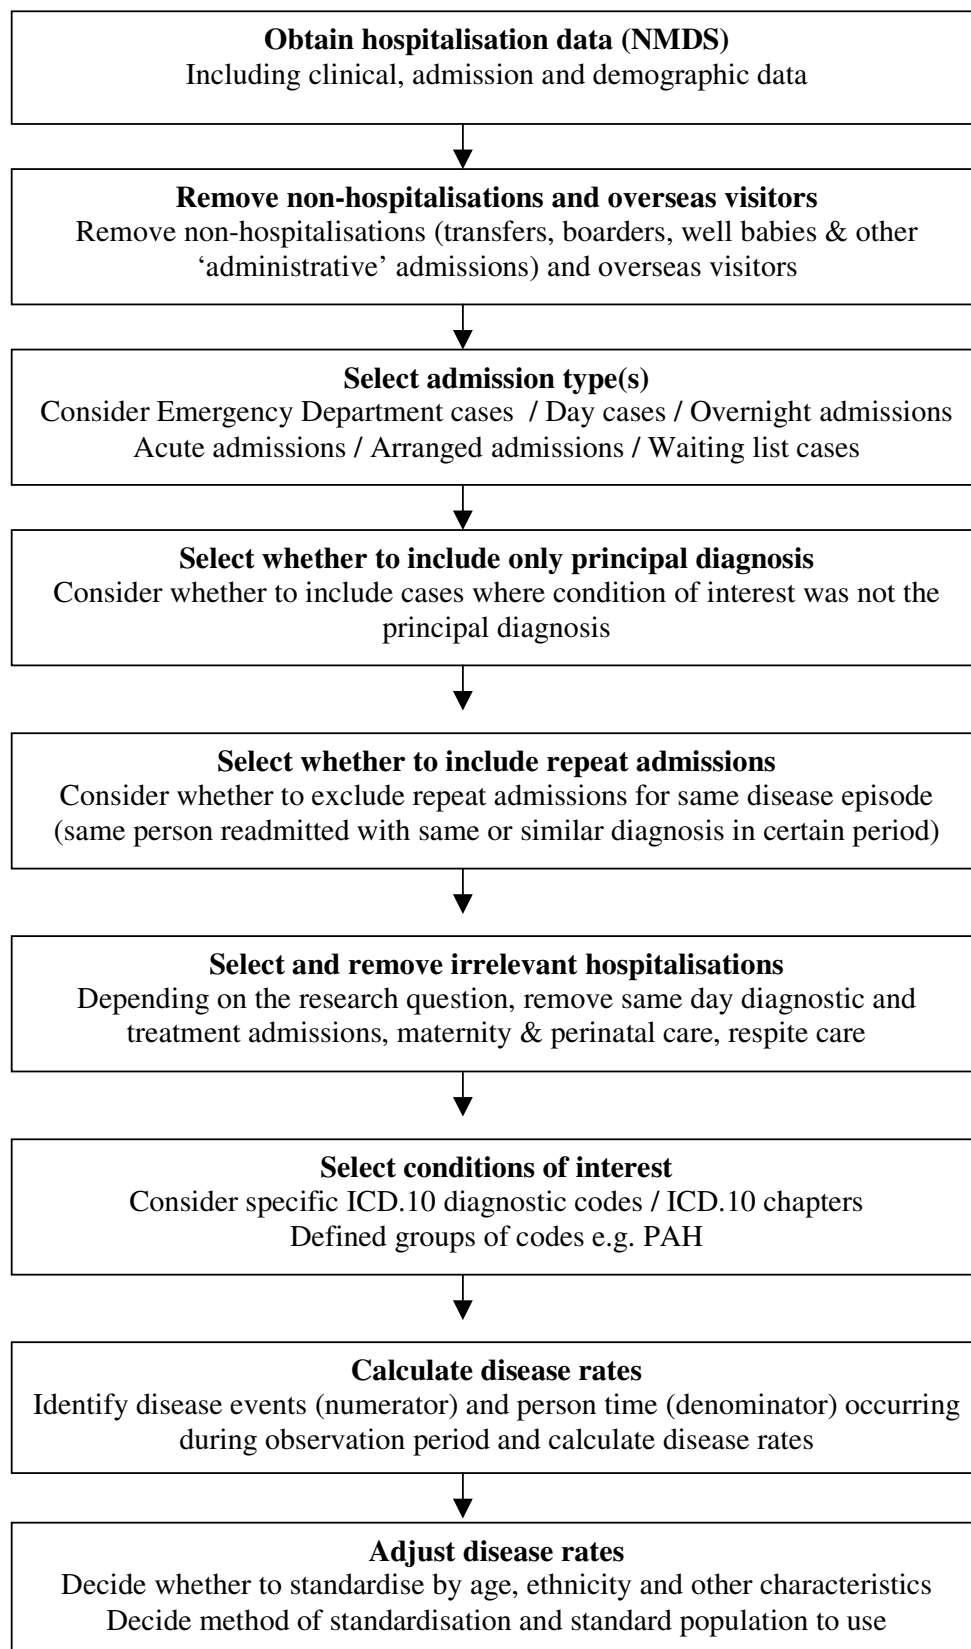 Obtain hospitalisation data (NMDS)
Including clinical, admission and demographic data
Remove non-hospitalisations and overseas visitors
Remove non-hospitalisations (transfers, boarders, well babies & other
‘administrative’ admissions) and overseas visitors
Select admission type(s)
Consider Emergency Department cases / Day cases / Overnight admissions
Acute admissions / Arranged admissions / Waiting list cases
Select whether to include only principal diagnosis
Consider whether to include cases where condition of interest was not the
principal diagnosis
Select whether to include repeat admissions
Consider whether to exclude repeat admissions for same disease episode
(same person readmitted with same or similar diagnosis in certain period)
Select and remove irrelevant hospitalisations
Depending on the research question, remove same day diagnostic and
treatment admissions, maternity & perinatal care, respite care
Select conditions of interest
Consider specific ICD.10 diagnostic codes / ICD.10 chapters
Defined groups of codes e.g. PAH
Calculate disease rates
Identify disease events (numerator) and person time (denominator) occurring
during observation period and calculate disease rates
Adjust disease rates
Decide whether to standardise by age, ethnicity and other characteristics
Decide method of standardisation and standard population to use